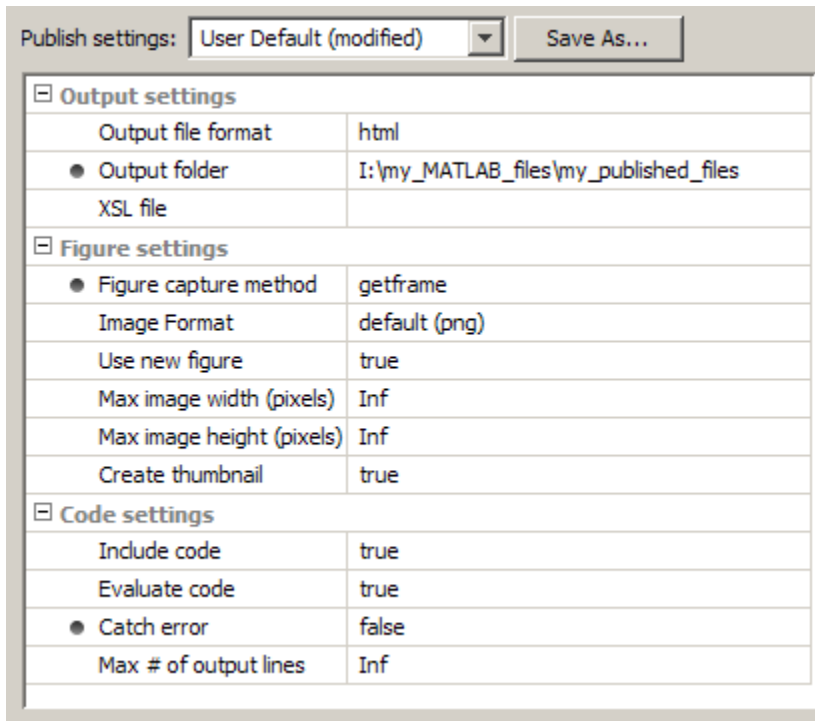 Publish settings: User Default (modified) Save As...
Output settings
Output file format html
Output folder I:\my_MATLAB_files\my_published_files
XSL file
Figure settings
Figure capture method getframe
Image Format default (png)
Use new figure true
Max image width (pixels) Inf
Max image height (pixels) Inf
Create thumbnail true
Code settings
Include code true
Evaluate code true
Catch error false
Max # of output lines Inf